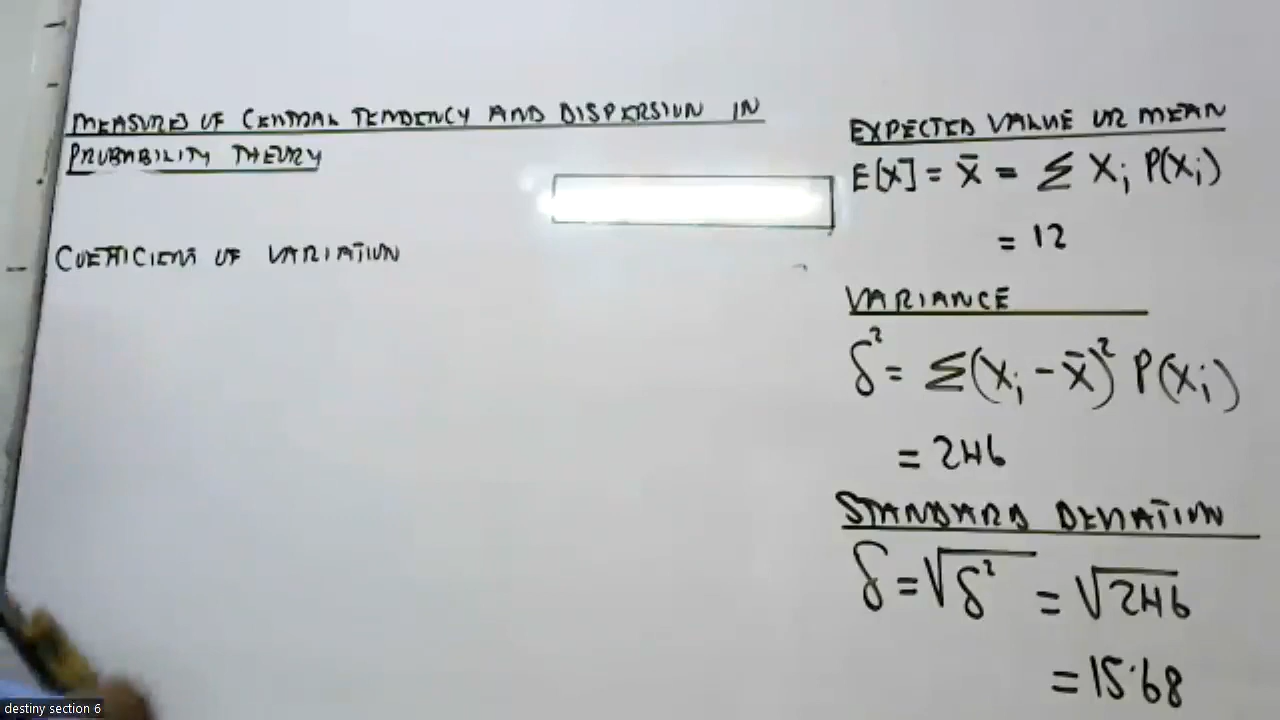 MEASURES OF CENTRAL TENDENCY AND DISPERSION IN
PROBABILITY THEORY
COEFFICIENT OF VARIATION
EXPECTED VALUE OR MEAN
E[X] = x̄ = Σ Xi P(Xi)
= 12
VARIANCE
δ² = Σ(Xi - x̄)² P(Xi)
= 246
STANDARD DEVIATION
δ = √δ² = √246
= 15.68
destiny section 6